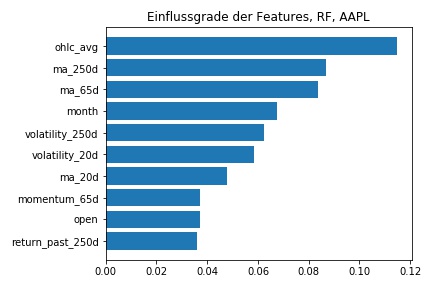 Einflussgrade der Features, RF, AAPL
ohlc_avg
ma_250d
ma_65d
month
volatility_250d
volatility_20d
ma_20d
momentum_65d
open
return_past_250d
0.00 0.02 0.04 0.06 0.08 0.10 0.12